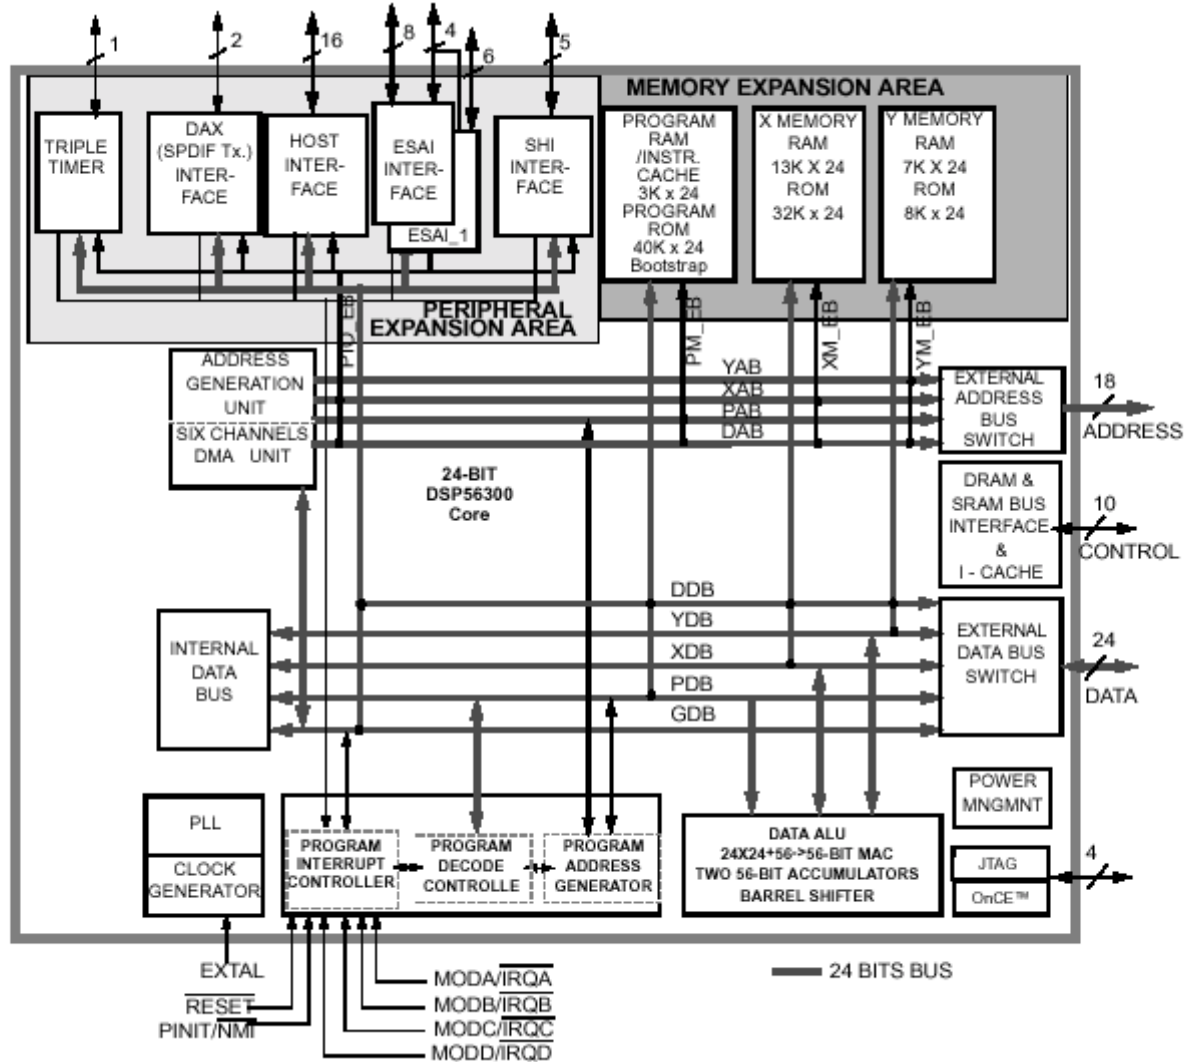 1
2
16
8
4
6
5
MEMORY EXPANSION AREA
TRIPLE
TIMER
DAX
(SPDIF Tx.)
INTER-
FACE
HOST
INTER-
FACE
ESAI
INTER-
FACE
ESAI_1
SHI
INTER-
FACE
PROGRAM
RAM
/INSTR.
CACHE
3K x 24
PROGRAM
ROM
40K x 24
Bootstrap
X MEMORY
RAM
13K X 24
ROM
32K x 24
Y MEMORY
RAM
7K X 24
ROM
8K x 24
PERIPHERAL
EXPANSION AREA
PIO_EB
PM_EB
XM_EB
YM_EB
ADDRESS
GENERATION
UNIT
SIX CHANNELS
DMA UNIT
YAB
XAB
PAB
DAB
EXTERNAL
ADDRESS
BUS
SWITCH
18
ADDRESS
24-BIT
DSP56300
Core
DRAM &
SRAM BUS
INTERFACE
&
I - CACHE
10
CONTROL
DDB
YDB
XDB
PDB
GDB
INTERNAL
DATA
BUS
EXTERNAL
DATA BUS
SWITCH
24
DATA
PLL
CLOCK
GENERATOR
PROGRAM
INTERRUPT
CONTROLLER
PROGRAM
DECODE
CONTROLLE
PROGRAM
ADDRESS
GENERATOR
DATA ALU
24X24+56->56-BIT MAC
TWO 56-BIT ACCUMULATORS
BARREL SHIFTER
POWER
MNGMNT
JTAG
OnCE™
4
EXTAL
RESET
PINIT/NMI
MODA/IRQA
MODB/IRQB
MODC/IRQC
MODD/IRQD
24 BITS BUS